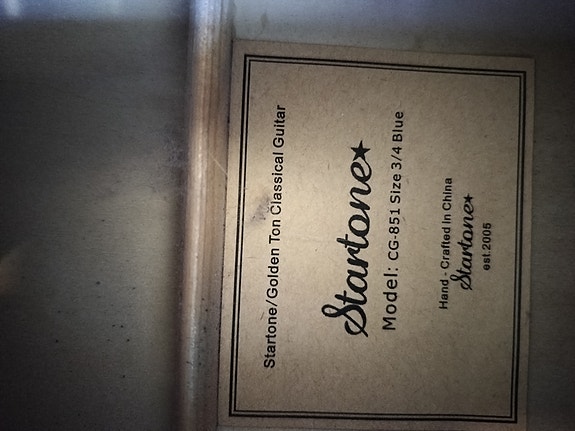 Startone/Golden Ton Classical Guitar
Startone
Model: CG-851 Size 3/4 Blue
Hand - Crafted In China
Startone
est.2005